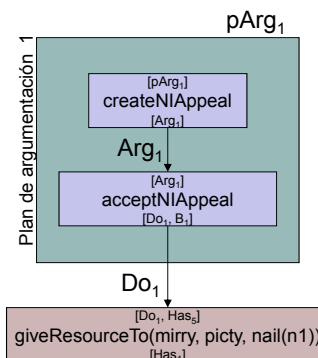 pArg₁
Plan de argumentación 1
[pArg₁]
createNIAppeal
[Arg₁]
Arg₁
[Arg₁]
acceptNIAppeal
[Do₁, B₁]
Do₁
[Do₁, Has₅]
giveResourceTo(mirry, picty, nail(n1))